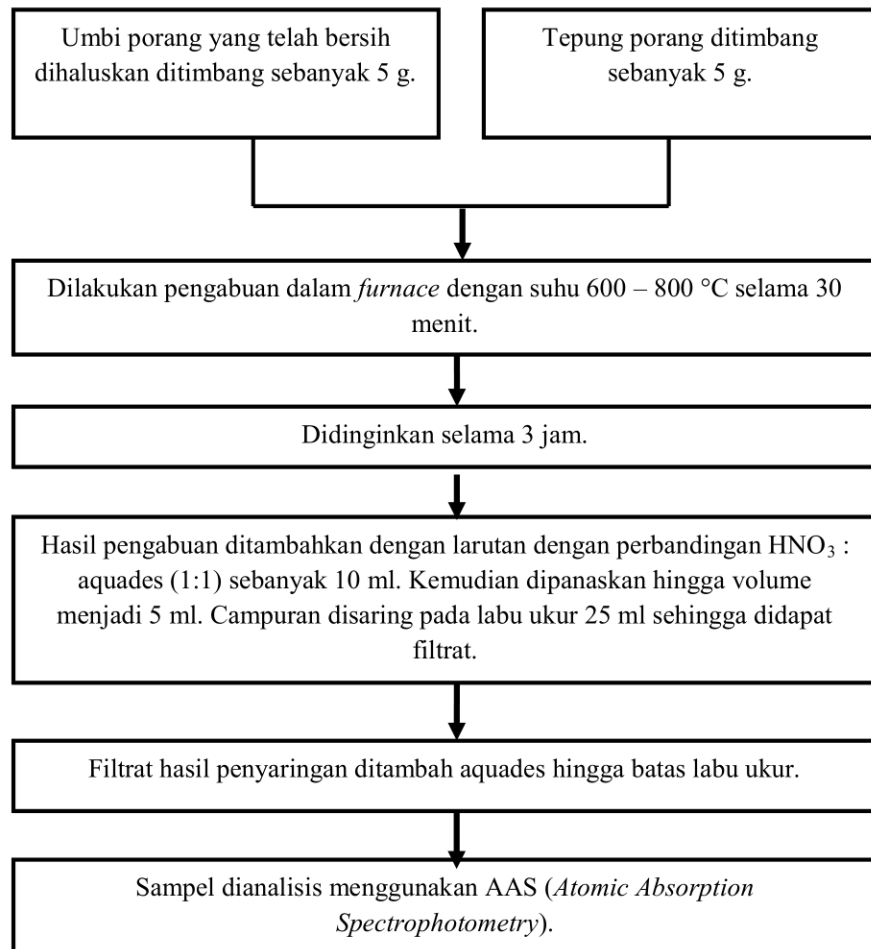 Umbi porang yang telah bersih
dihaluskan ditimbang sebanyak 5 g.
Tepung porang ditimbang
sebanyak 5 g.
Dilakukan pengabuan dalam furnace dengan suhu 600 – 800 °C selama 30
menit.
Didinginkan selama 3 jam.
Hasil pengabuan ditambahkan dengan larutan dengan perbandingan HNO₃ :
aquades (1:1) sebanyak 10 ml. Kemudian dipanaskan hingga volume
menjadi 5 ml. Campuran disaring pada labu ukur 25 ml sehingga didapat
filtrat.
Filtrat hasil penyaringan ditambah aquades hingga batas labu ukur.
Sampel dianalisis menggunakan AAS (Atomic Absorption
Spectrophotometry).